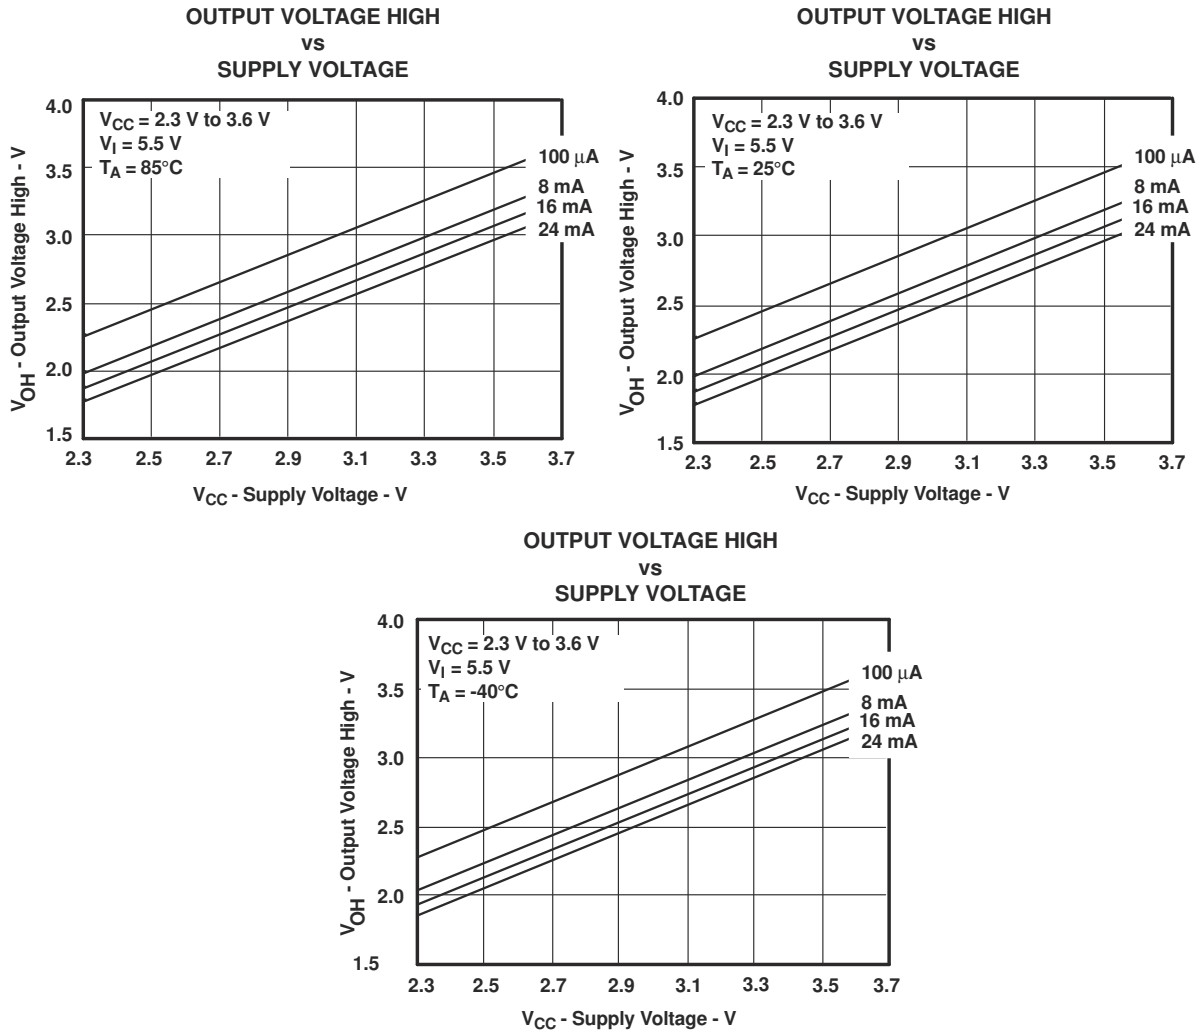 OUTPUT VOLTAGE HIGH
vs
SUPPLY VOLTAGE
V_OH - Output Voltage High - V
4.0
3.5
3.0
2.5
2.0
1.5
V_CC = 2.3 V to 3.6 V
V_I = 5.5 V
T_A = 85°C
100 μA
8 mA
16 mA
24 mA
2.3 2.5 2.7 2.9 3.1 3.3 3.5 3.7
V_CC - Supply Voltage - V
OUTPUT VOLTAGE HIGH
vs
SUPPLY VOLTAGE
V_OH - Output Voltage High - V
4.0
3.5
3.0
2.5
2.0
1.5
V_CC = 2.3 V to 3.6 V
V_I = 5.5 V
T_A = 25°C
100 μA
8 mA
16 mA
24 mA
2.3 2.5 2.7 2.9 3.1 3.3 3.5 3.7
V_CC - Supply Voltage - V
OUTPUT VOLTAGE HIGH
vs
SUPPLY VOLTAGE
V_OH - Output Voltage High - V
4.0
3.5
3.0
2.5
2.0
1.5
V_CC = 2.3 V to 3.6 V
V_I = 5.5 V
T_A = -40°C
100 μA
8 mA
16 mA
24 mA
2.3 2.5 2.7 2.9 3.1 3.3 3.5 3.7
V_CC - Supply Voltage - V